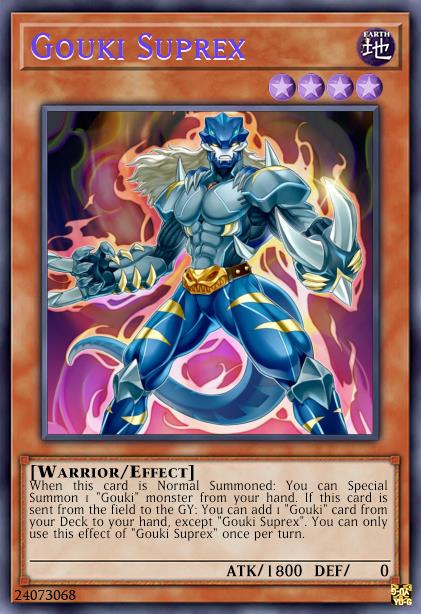 Gouki Suprex
EARTH
地
[Warrior/Effect]
When this card is Normal Summoned: You can Special
Summon 1 "Gouki" monster from your hand. If this card is
sent from the field to the GY: You can add 1 "Gouki" card from
your Deck to your hand, except "Gouki Suprex". You can only
use this effect of "Gouki Suprex" once per turn.
ATK/1800 DEF/ 0
24073068